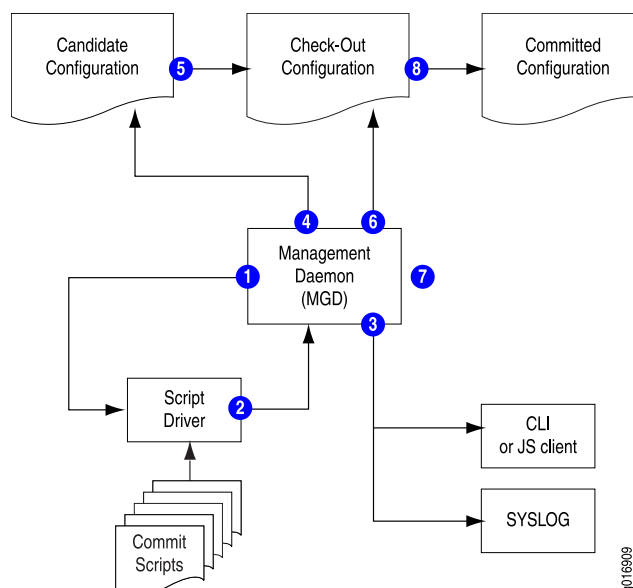 Candidate
Configuration
5
Check-Out
Configuration
8
Committed
Configuration
4
6
1
Management
Daemon
(MGD)
7
3
Script
Driver
2
CLI
or JS client
SYSLOG
Commit
Scripts
g016909